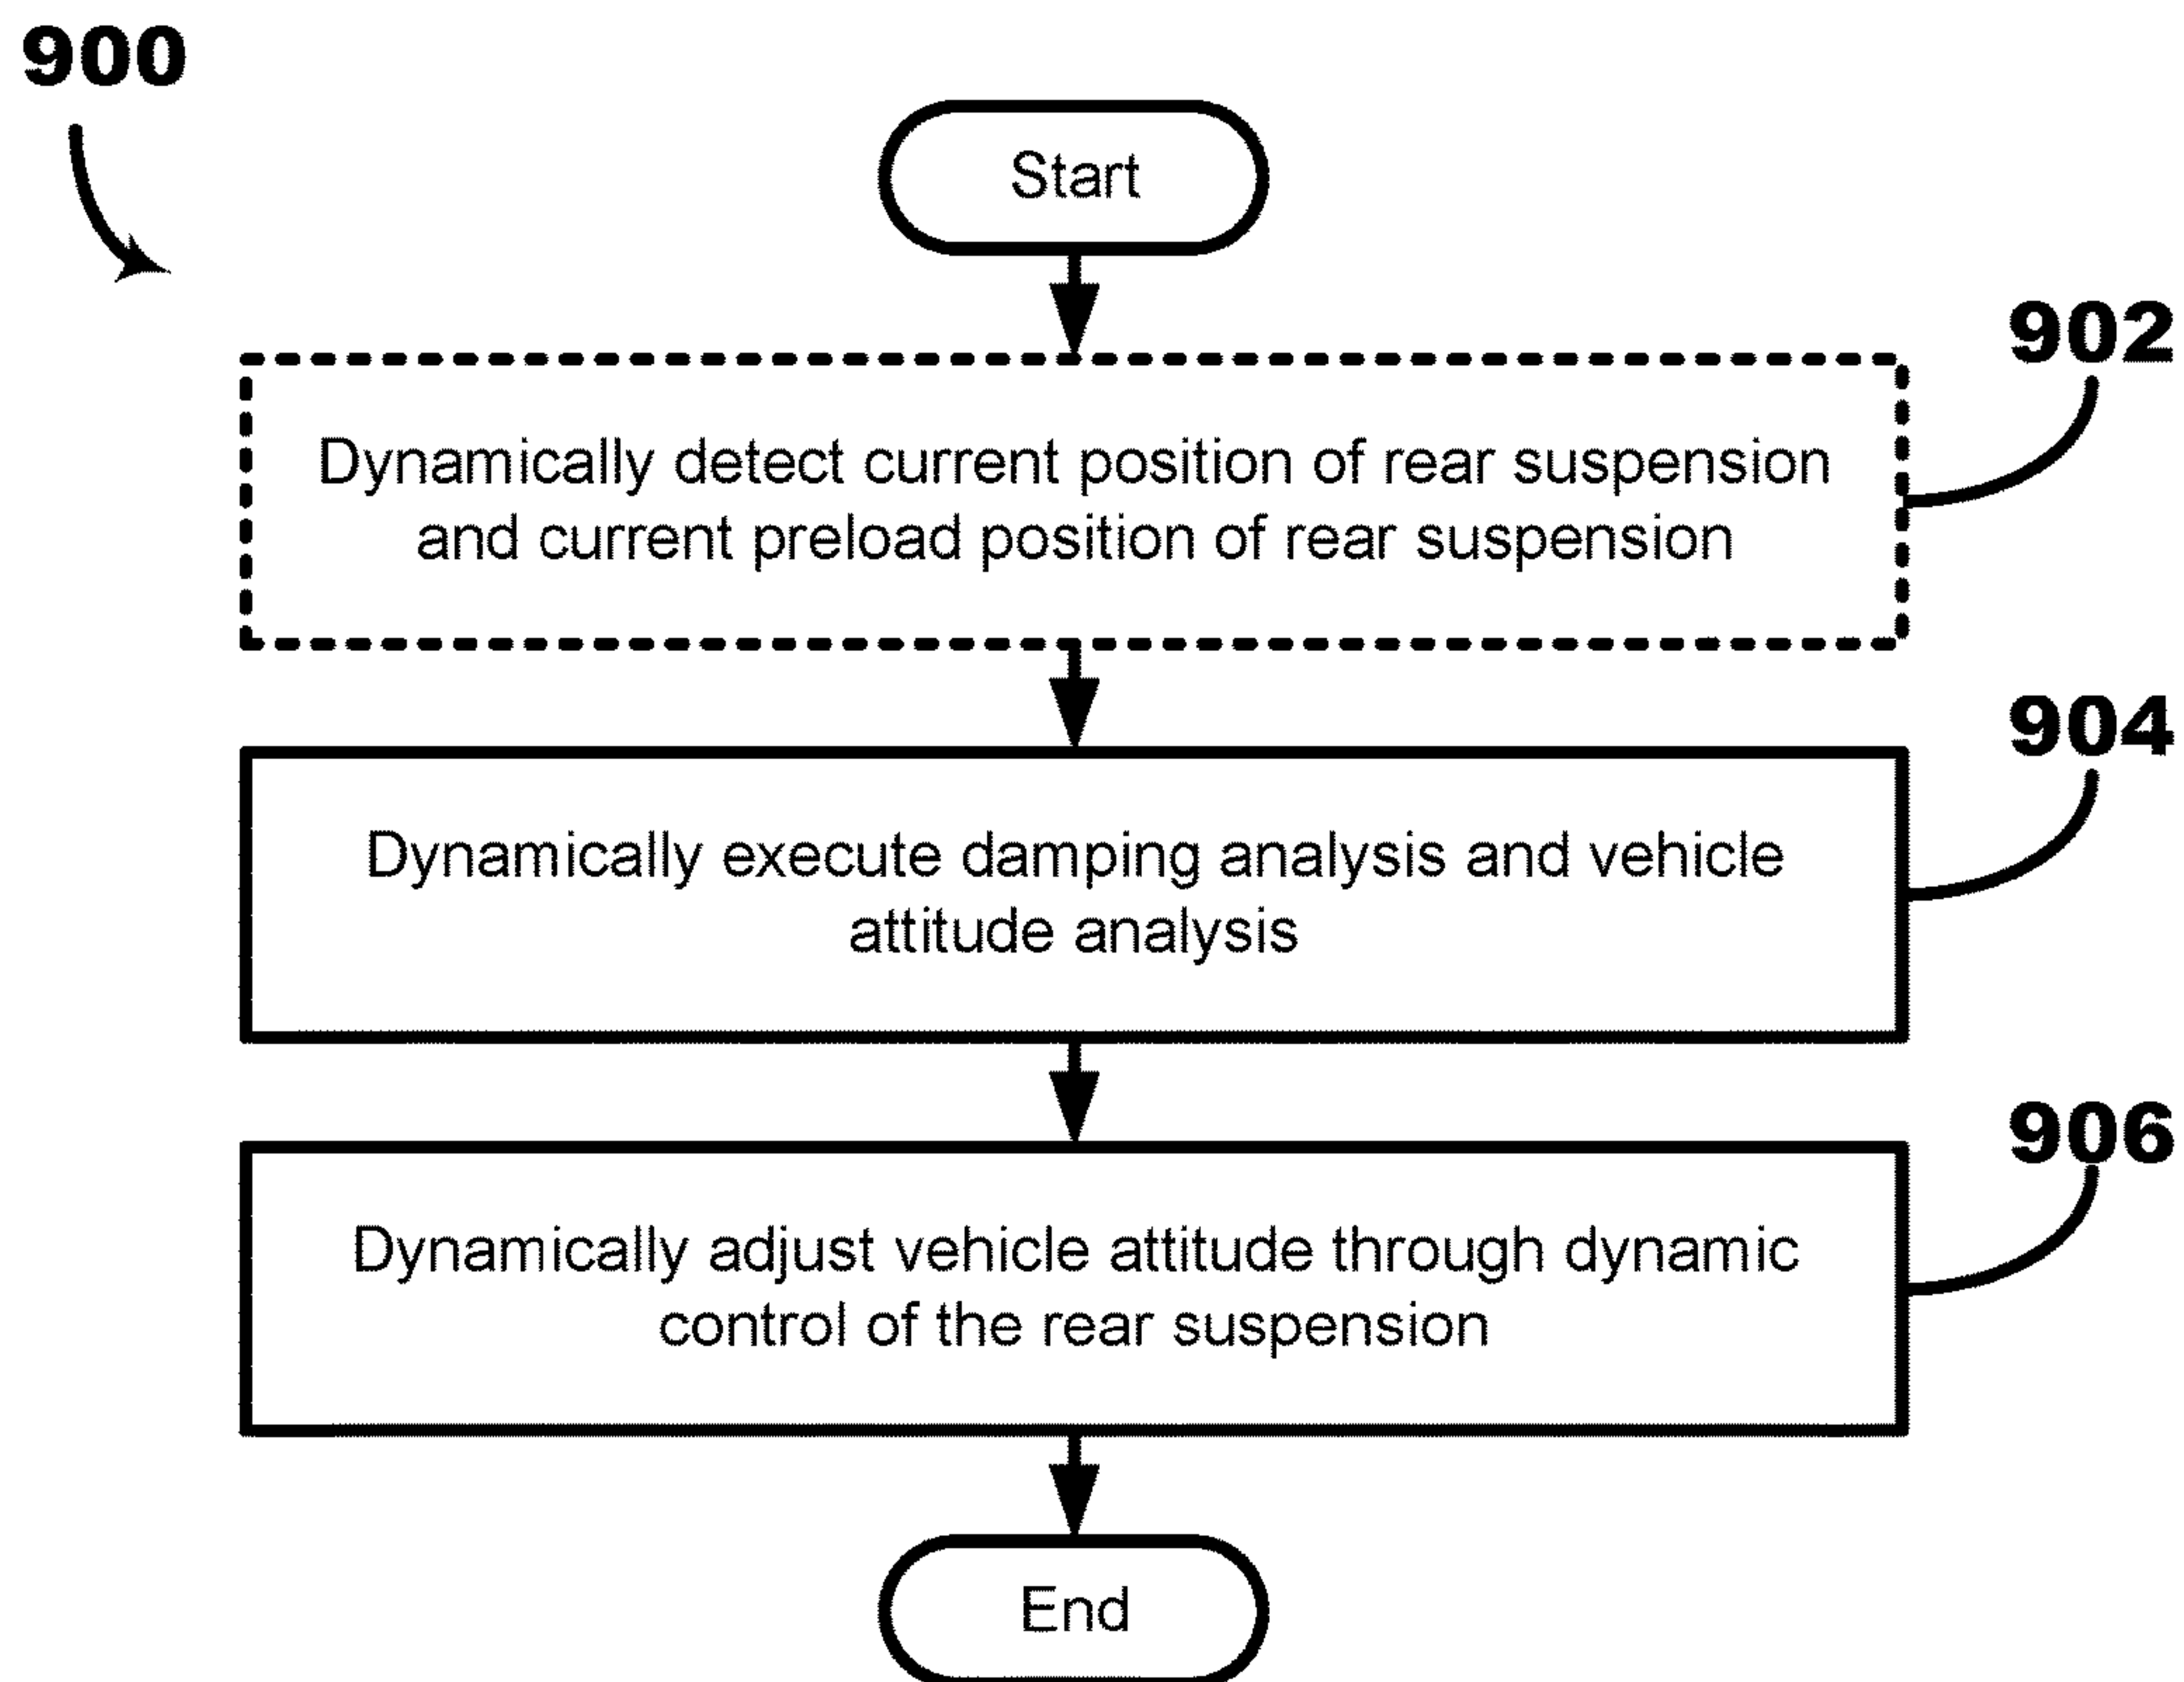 900
Start
902
Dynamically detect current position of rear suspension
and current preload position of rear suspension
904
Dynamically execute damping analysis and vehicle
attitude analysis
906
Dynamically adjust vehicle attitude through dynamic
control of the rear suspension
End